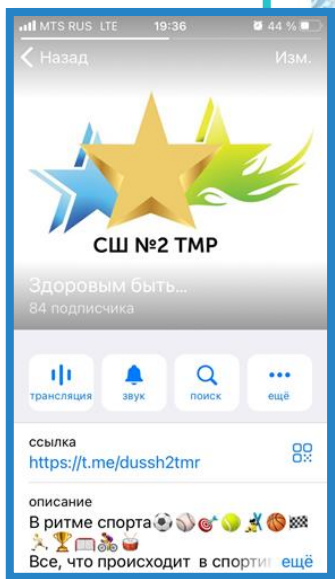 MTS RUS LTE 19:36 44 %
Назад Изм.
СШ №2 ТМР
Здоровым быть...
84 подписчика
трансляция звук поиск ещё
ссылка
https://t.me/dussh2tmr
описание
В ритме спорта⚽⚾🎯🎾🤺🏀🏁
⛷🏆🥅🚴🥁
Все, что происходит в спорти ещё